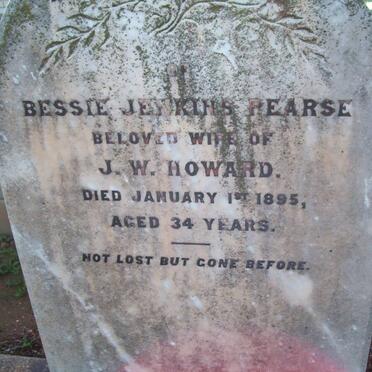 BESSIE JENKINS PEARSE
BELOVED WIFE OF
J. W. HOWARD.
DIED JANUARY 1ST 1895,
AGED 34 YEARS.
NOT LOST BUT GONE BEFORE.